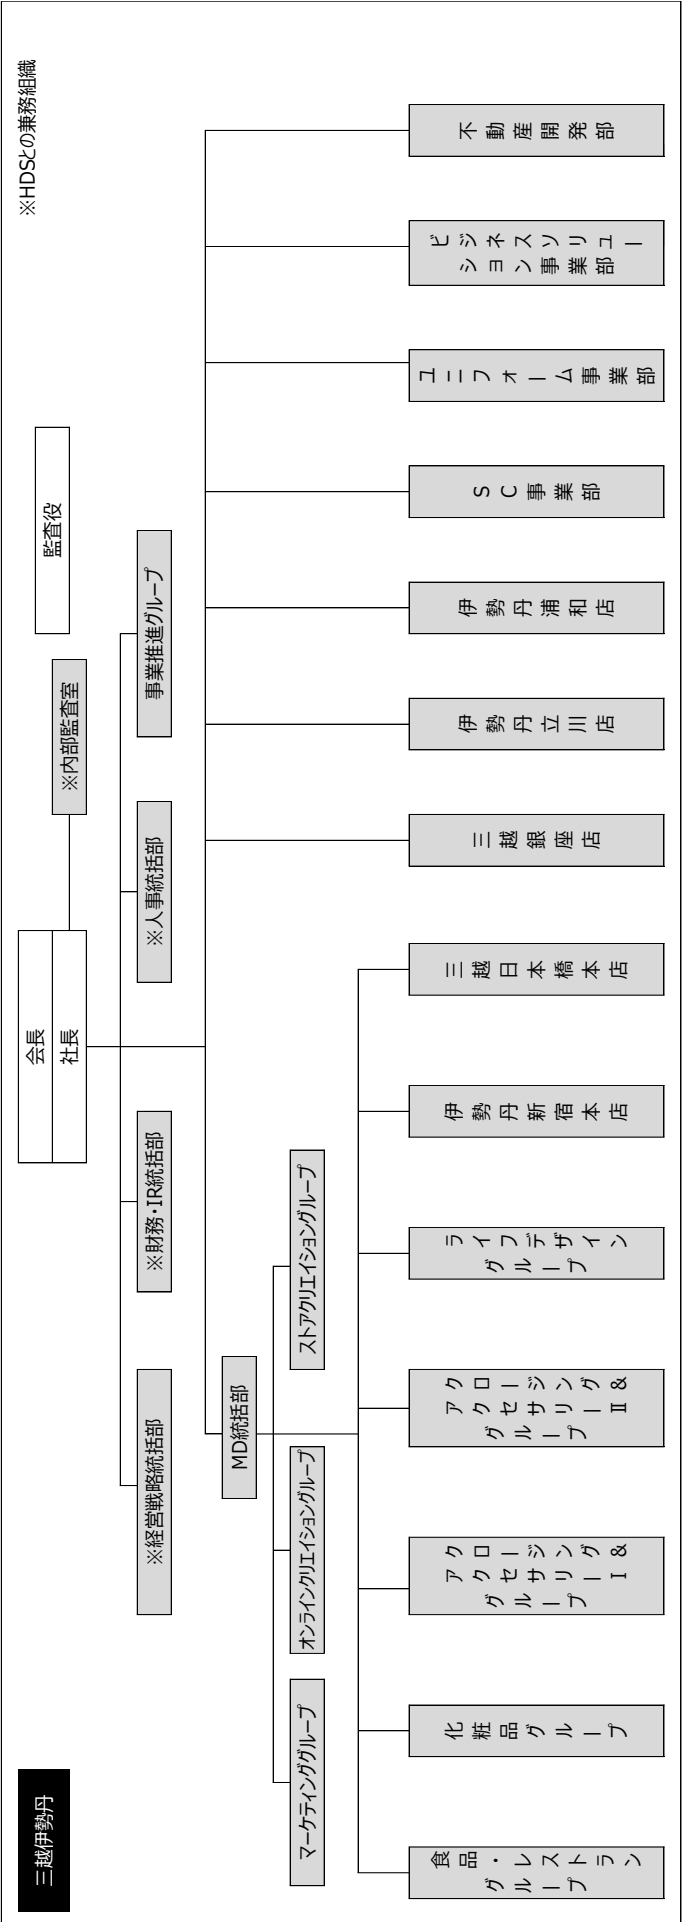 三越伊勢丹
※HDSとの兼務組織
会長
社長
監査役
※内部監査室
※経営戦略統括部
※財務・IR統括部
※人事統括部
事業推進グループ
MD統括部
マーケティンググループ
オンラインクリエイショングループ
ストアクリエイショングループ
食品・レストラン
グループ
化粧品グループ
クロージング&
アクセサリーⅠ
グループ
クロージング&
アクセサリーⅡ
グループ
ライフデザイン
グループ
伊勢丹新宿本店
三越日本橋本店
三越銀座店
伊勢丹立川店
伊勢丹浦和店
SC事業部
ユニフォーム事業部
ビジネスソリュー
ション事業部
不動産開発部